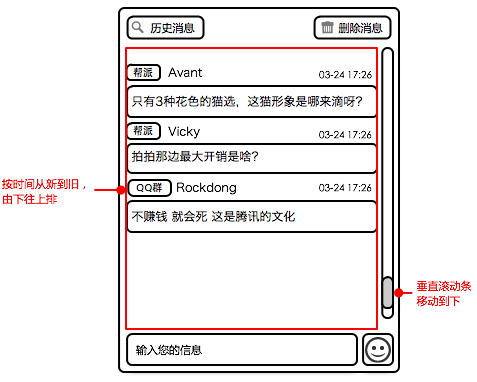 历史消息
删除消息
帮派 Avant 03-24 17:26
只有3种花色的猫选，这猫形象是哪来滴呀?
帮派 Vicky 03-24 17:26
拍拍那边最大开销是啥?
按时间从新到旧，
由下往上排
QQ群 Rockdong 03-24 17:26
不赚钱 就会死 这是腾讯的文化
垂直滚动条
移动到下
输入您的信息